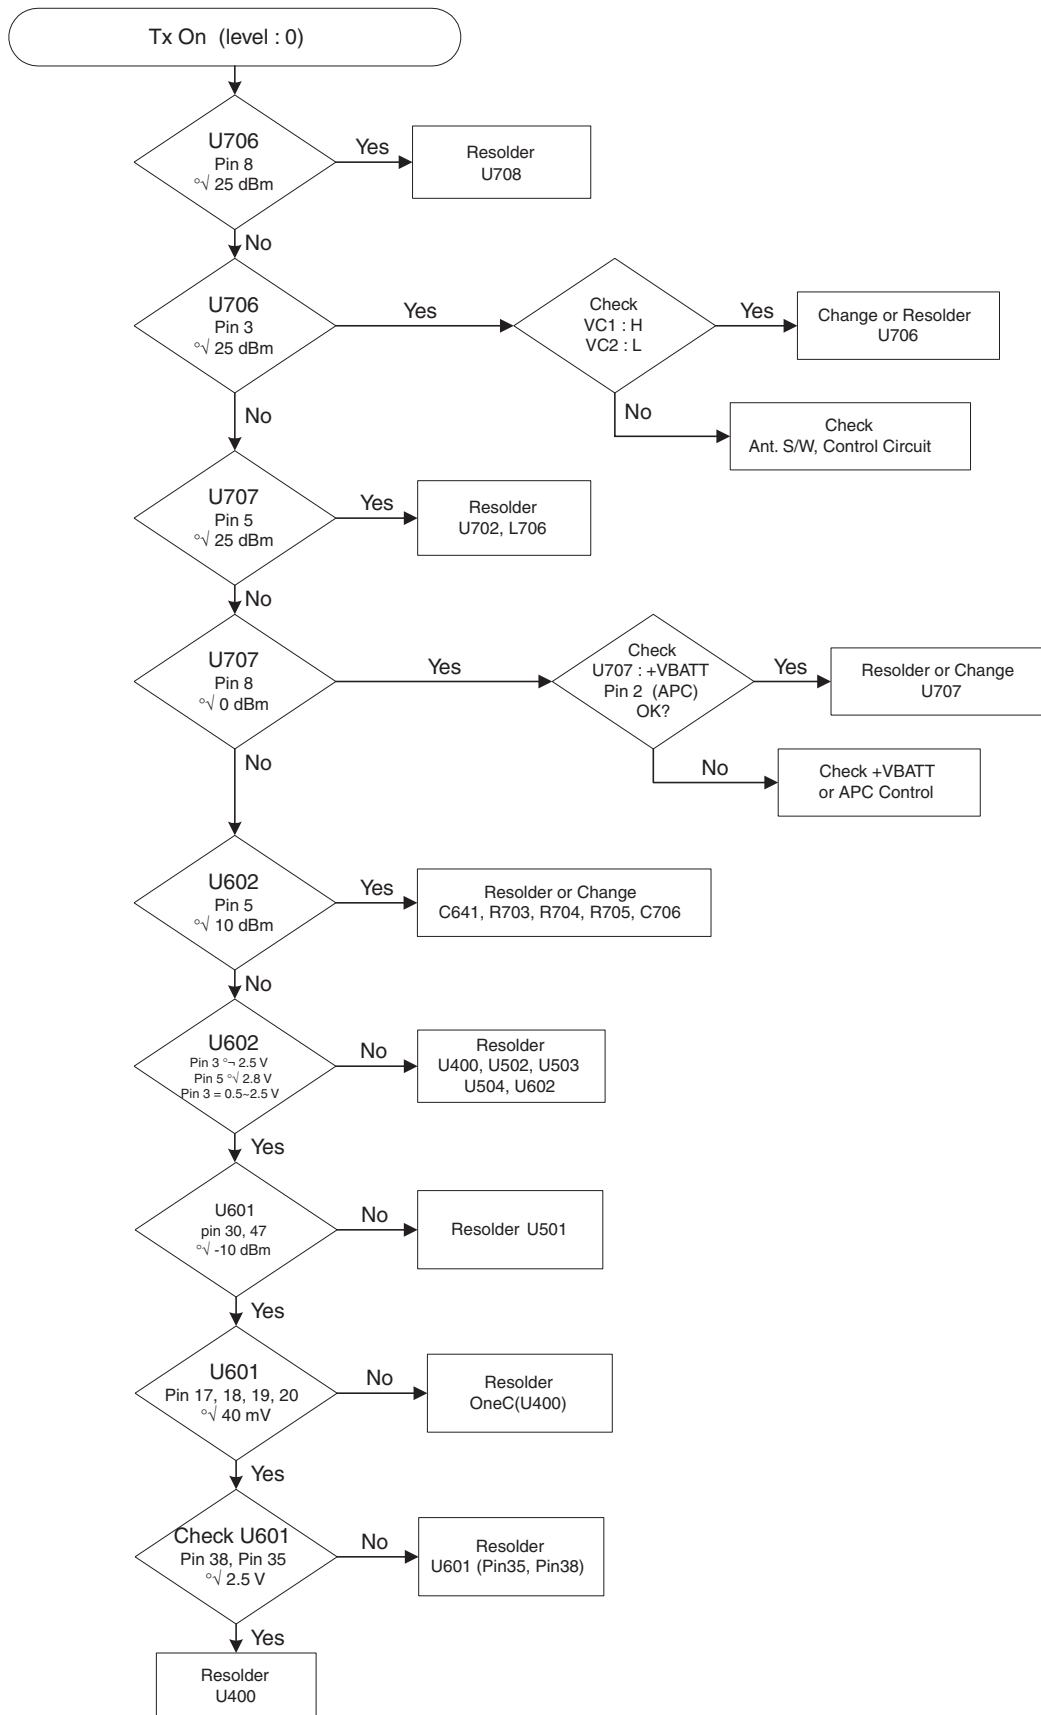 Tx On (level : 0)
U706
Pin 8
°√ 25 dBm
Yes
Resolder
U708
No
U706
Pin 3
°√ 25 dBm
Yes
Check
VC1 : H
VC2 : L
Yes
Change or Resolder
U706
No
Check
Ant. S/W, Control Circuit
No
U707
Pin 5
°√ 25 dBm
Yes
Resolder
U702, L706
No
U707
Pin 8
°√ 0 dBm
Yes
Check
U707 : +VBATT
Pin 2 (APC)
OK?
Yes
Resolder or Change
U707
No
Check +VBATT
or APC Control
No
U602
Pin 5
°√ 10 dBm
Yes
Resolder or Change
C641, R703, R704, R705, C706
No
U602
Pin 3 °¬ 2.5 V
Pin 5 °√ 2.8 V
Pin 3 = 0.5~2.5 V
No
Resolder
U400, U502, U503
U504, U602
Yes
U601
pin 30, 47
°√ -10 dBm
No
Resolder U501
Yes
U601
Pin 17, 18, 19, 20
°√ 40 mV
No
Resolder
OneC(U400)
Yes
Check U601
Pin 38, Pin 35
°√ 2.5 V
No
Resolder
U601 (Pin35, Pin38)
Yes
Resolder
U400